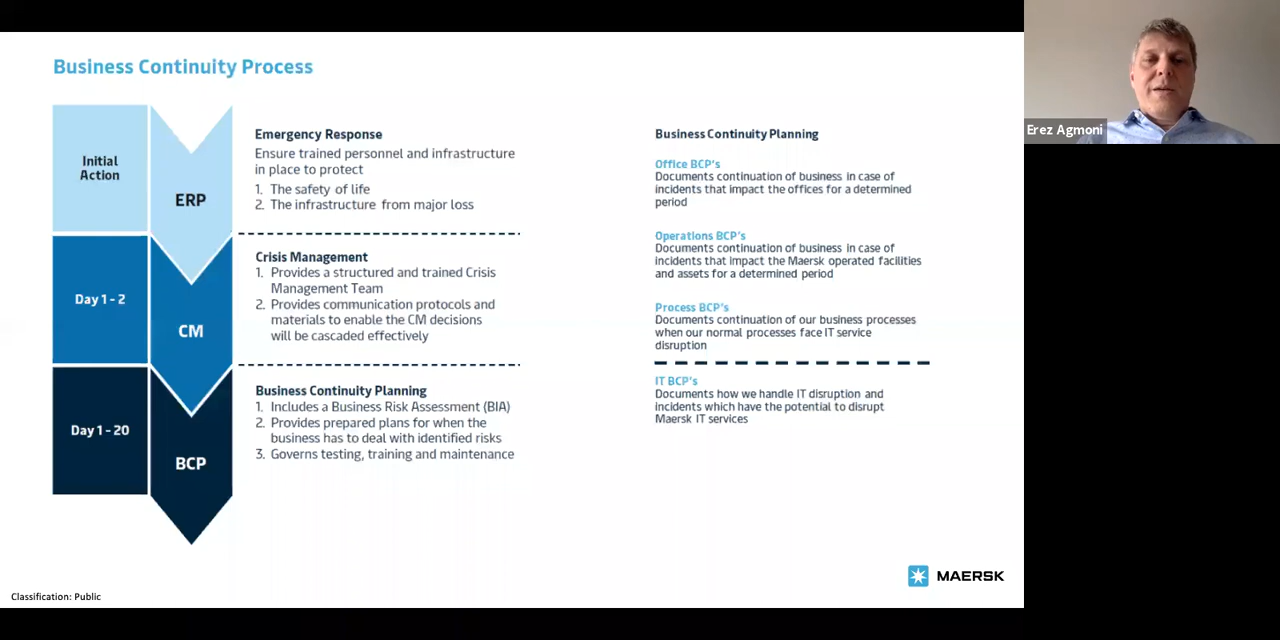 Business Continuity Process
Initial
Action
ERP
Emergency Response
Ensure trained personnel and infrastructure
in place to protect
1. The safety of life
2. The infrastructure from major loss
Day 1 - 2
CM
Crisis Management
1. Provides a structured and trained Crisis
Management Team
2. Provides communication protocols and
materials to enable the CM decisions
will be cascaded effectively
Day 1 - 20
BCP
Business Continuity Planning
1. Includes a Business Risk Assessment (BIA)
2. Provides prepared plans for when the
business has to deal with identified risks
3. Governs testing, training and maintenance
Business Continuity Planning
Office BCP's
Documents continuation of business in case of
incidents that impact the offices for a determined
period
Operations BCP's
Documents continuation of business in case of
incidents that impact the Maersk operated facilities
and assets for a determined period
Process BCP's
Documents continuation of our business processes
when our normal processes face IT service
disruption
IT BCP's
Documents how we handle IT disruption and
incidents which have the potential to disrupt
Maersk IT services
MAERSK
Classification: Public
Erez Agmoni